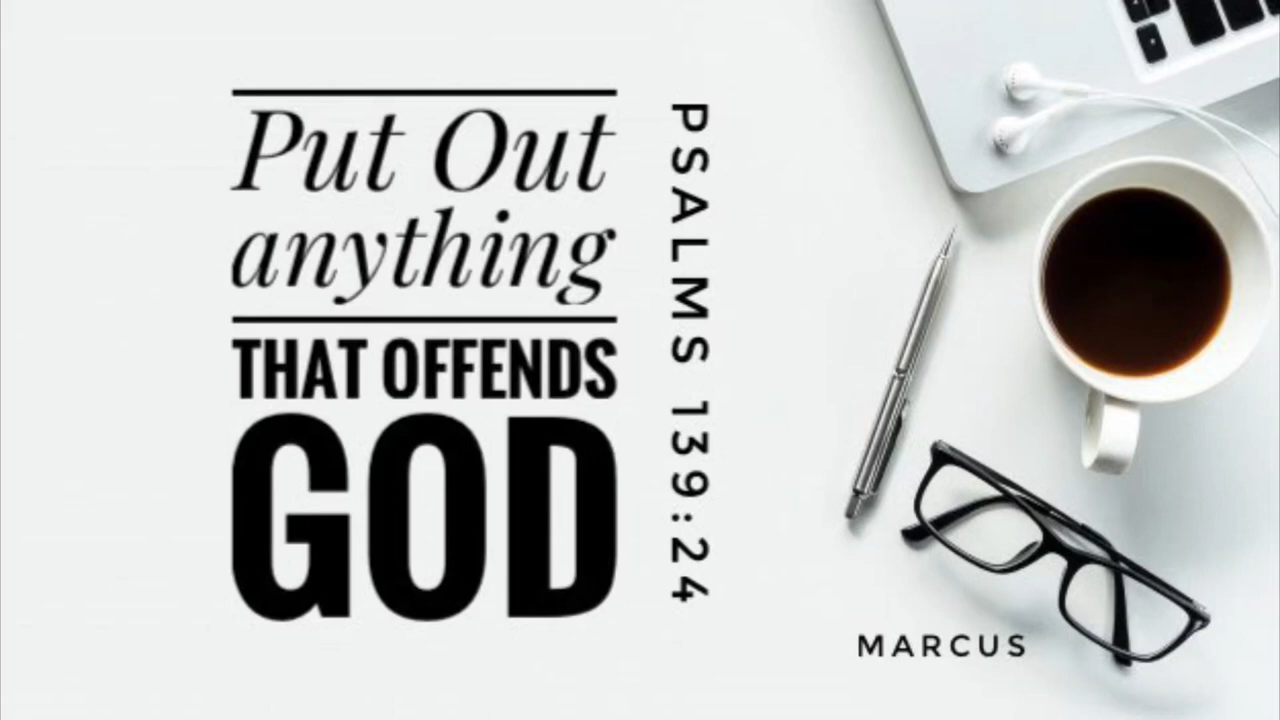 Put Out
anything
THAT OFFENDS
GOD
PSALMS 139:24
MARCUS